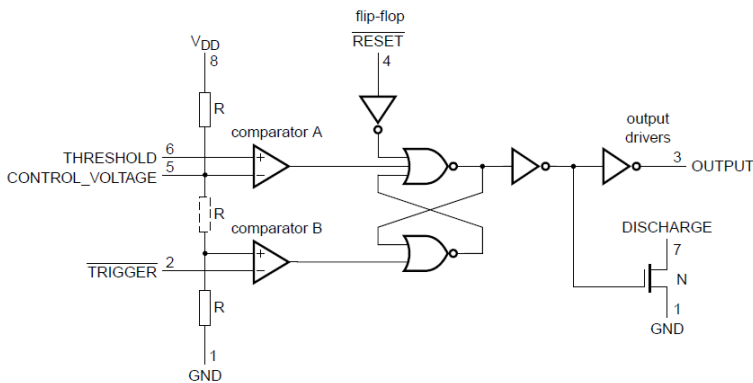 flip-flop
RESET
4
VDD
8
R
comparator A
output
drivers
6
THRESHOLD
+
3
OUTPUT
5
CONTROL_VOLTAGE
−
R
comparator B
DISCHARGE
+
7
2
TRIGGER
−
N
R
1
GND
1
GND